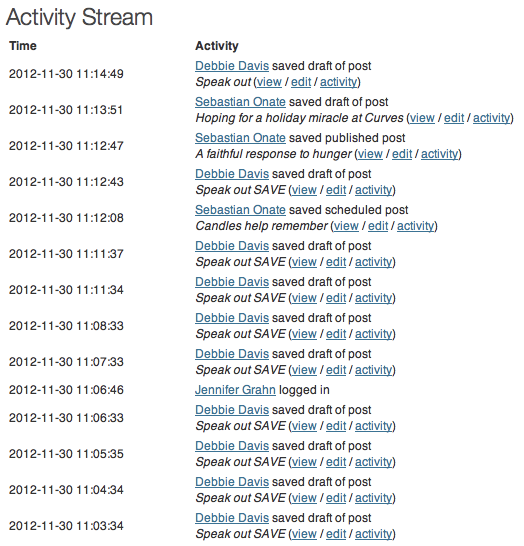 Activity Stream
Time Activity
2012-11-30 11:14:49 Debbie Davis saved draft of post
Speak out (view / edit / activity)
2012-11-30 11:13:51 Sebastian Onate saved draft of post
Hoping for a holiday miracle at Curves (view / edit / activity)
2012-11-30 11:12:47 Sebastian Onate saved published post
A faithful response to hunger (view / edit / activity)
2012-11-30 11:12:43 Debbie Davis saved draft of post
Speak out SAVE (view / edit / activity)
2012-11-30 11:12:08 Sebastian Onate saved scheduled post
Candles help remember (view / edit / activity)
2012-11-30 11:11:37 Debbie Davis saved draft of post
Speak out SAVE (view / edit / activity)
2012-11-30 11:11:34 Debbie Davis saved draft of post
Speak out SAVE (view / edit / activity)
2012-11-30 11:08:33 Debbie Davis saved draft of post
Speak out SAVE (view / edit / activity)
2012-11-30 11:07:33 Debbie Davis saved draft of post
Speak out SAVE (view / edit / activity)
2012-11-30 11:06:46 Jennifer Grahn logged in
2012-11-30 11:06:33 Debbie Davis saved draft of post
Speak out SAVE (view / edit / activity)
2012-11-30 11:05:35 Debbie Davis saved draft of post
Speak out SAVE (view / edit / activity)
2012-11-30 11:04:34 Debbie Davis saved draft of post
Speak out SAVE (view / edit / activity)
2012-11-30 11:03:34 Debbie Davis saved draft of post
Speak out SAVE (view / edit / activity)